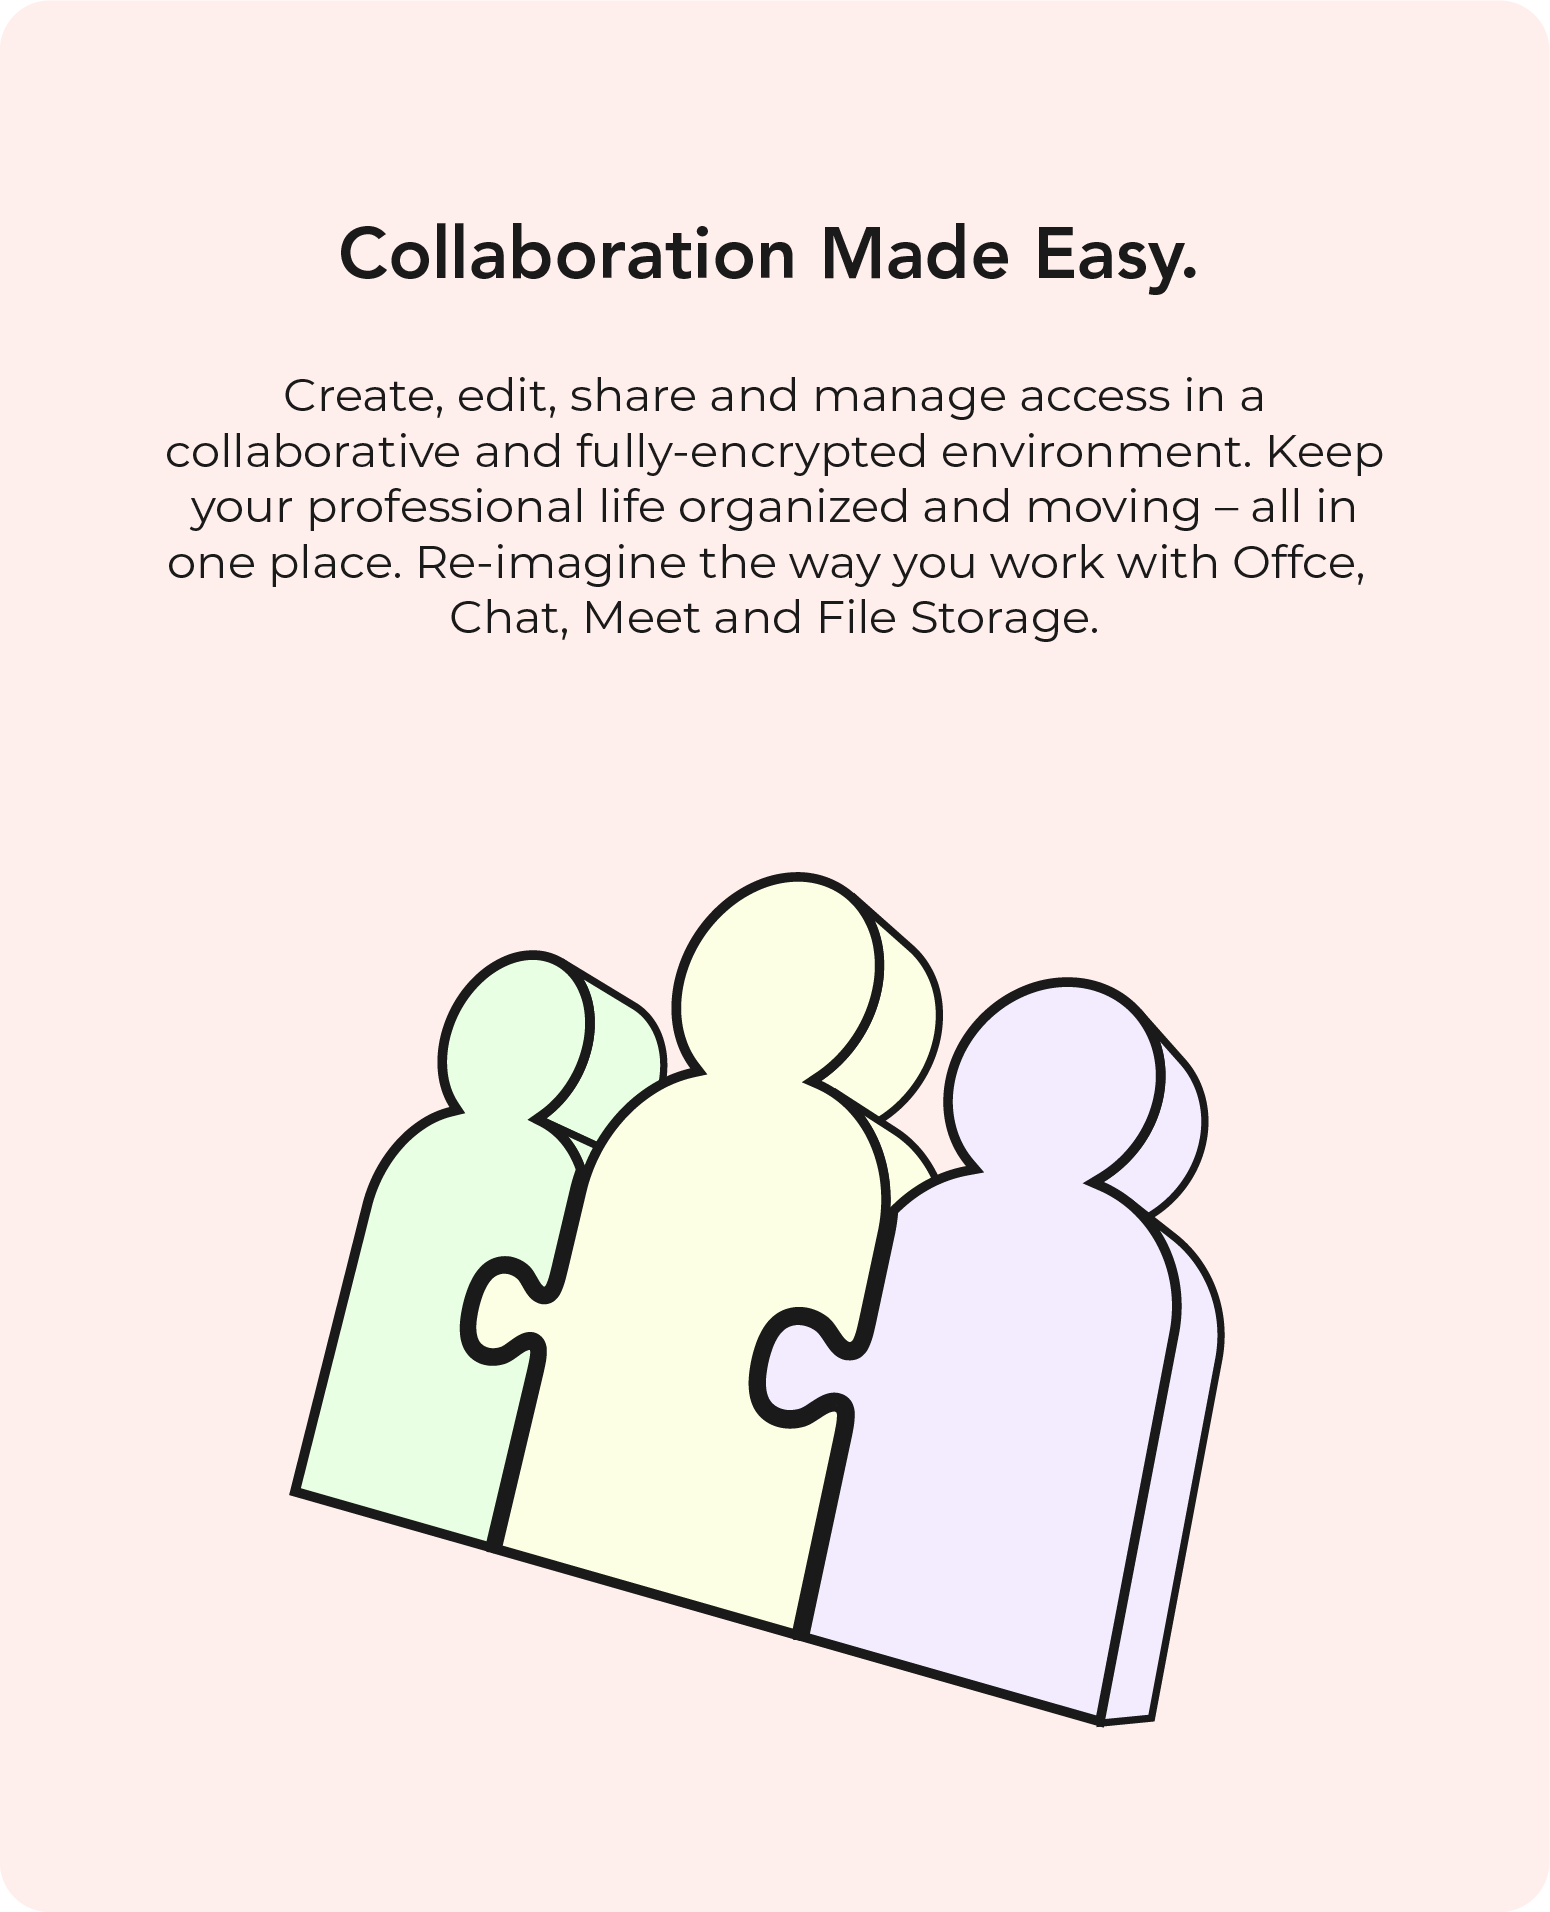 Collaboration Made Easy.
Create, edit, share and manage access in a
collaborative and fully-encrypted environment. Keep
your professional life organized and moving – all in
one place. Re-imagine the way you work with Offce,
Chat, Meet and File Storage.